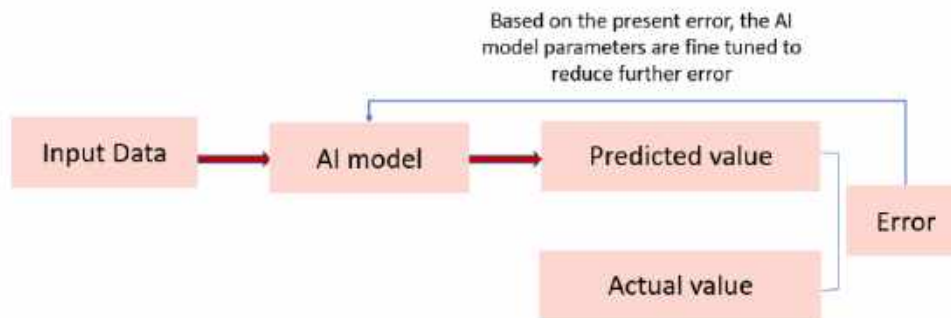 Based on the present error, the AI
model parameters are fine tuned to
reduce further error
Input Data
AI model
Predicted value
Error
Actual value